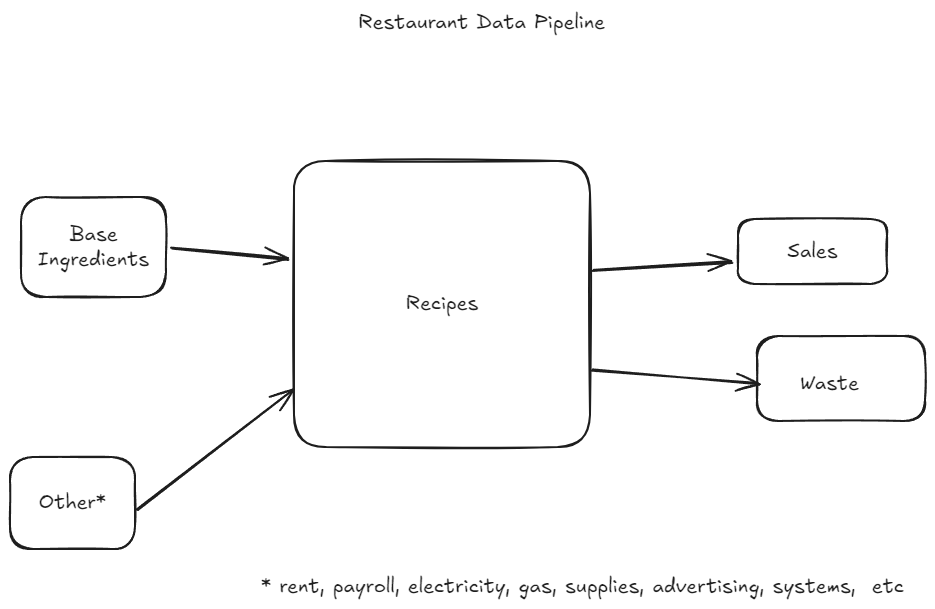 Restaurant Data Pipeline
Base
Ingredients
Sales
Recipes
Waste
Other*
* rent, payroll, electricity, gas, supplies, advertising, systems, etc